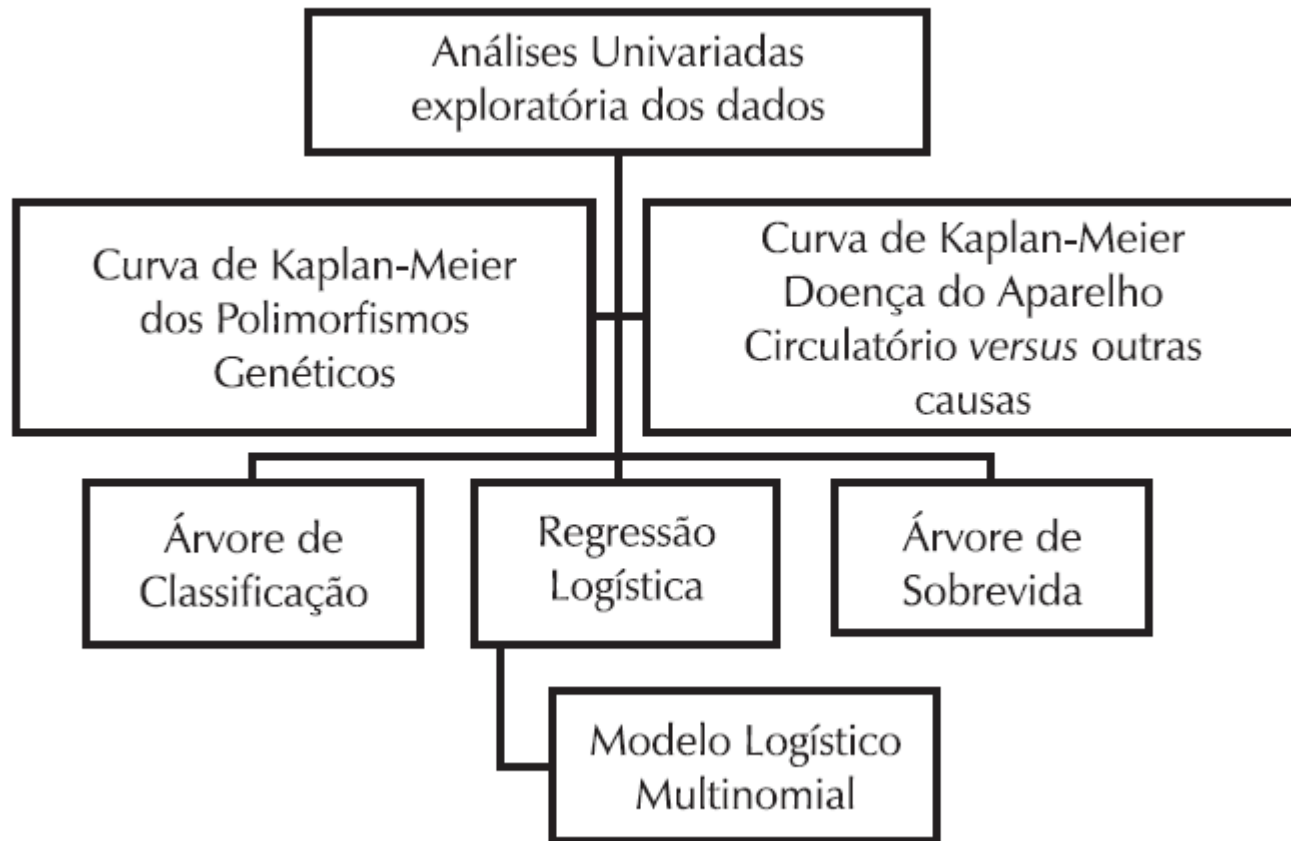 Análises Univariadas
exploratória dos dados
Curva de Kaplan-Meier
dos Polimorfismos
Genéticos
Curva de Kaplan-Meier
Doença do Aparelho
Circulatório versus outras
causas
Árvore de
Classificação
Regressão
Logística
Árvore de
Sobrevida
Modelo Logístico
Multinomial